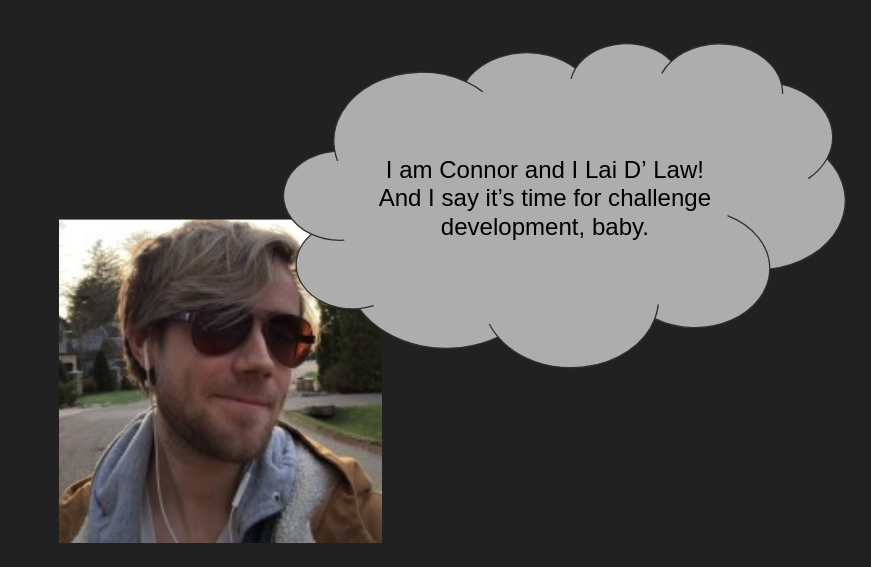 I am Connor and I Lai D’ Law!
And I say it’s time for challenge
development, baby.